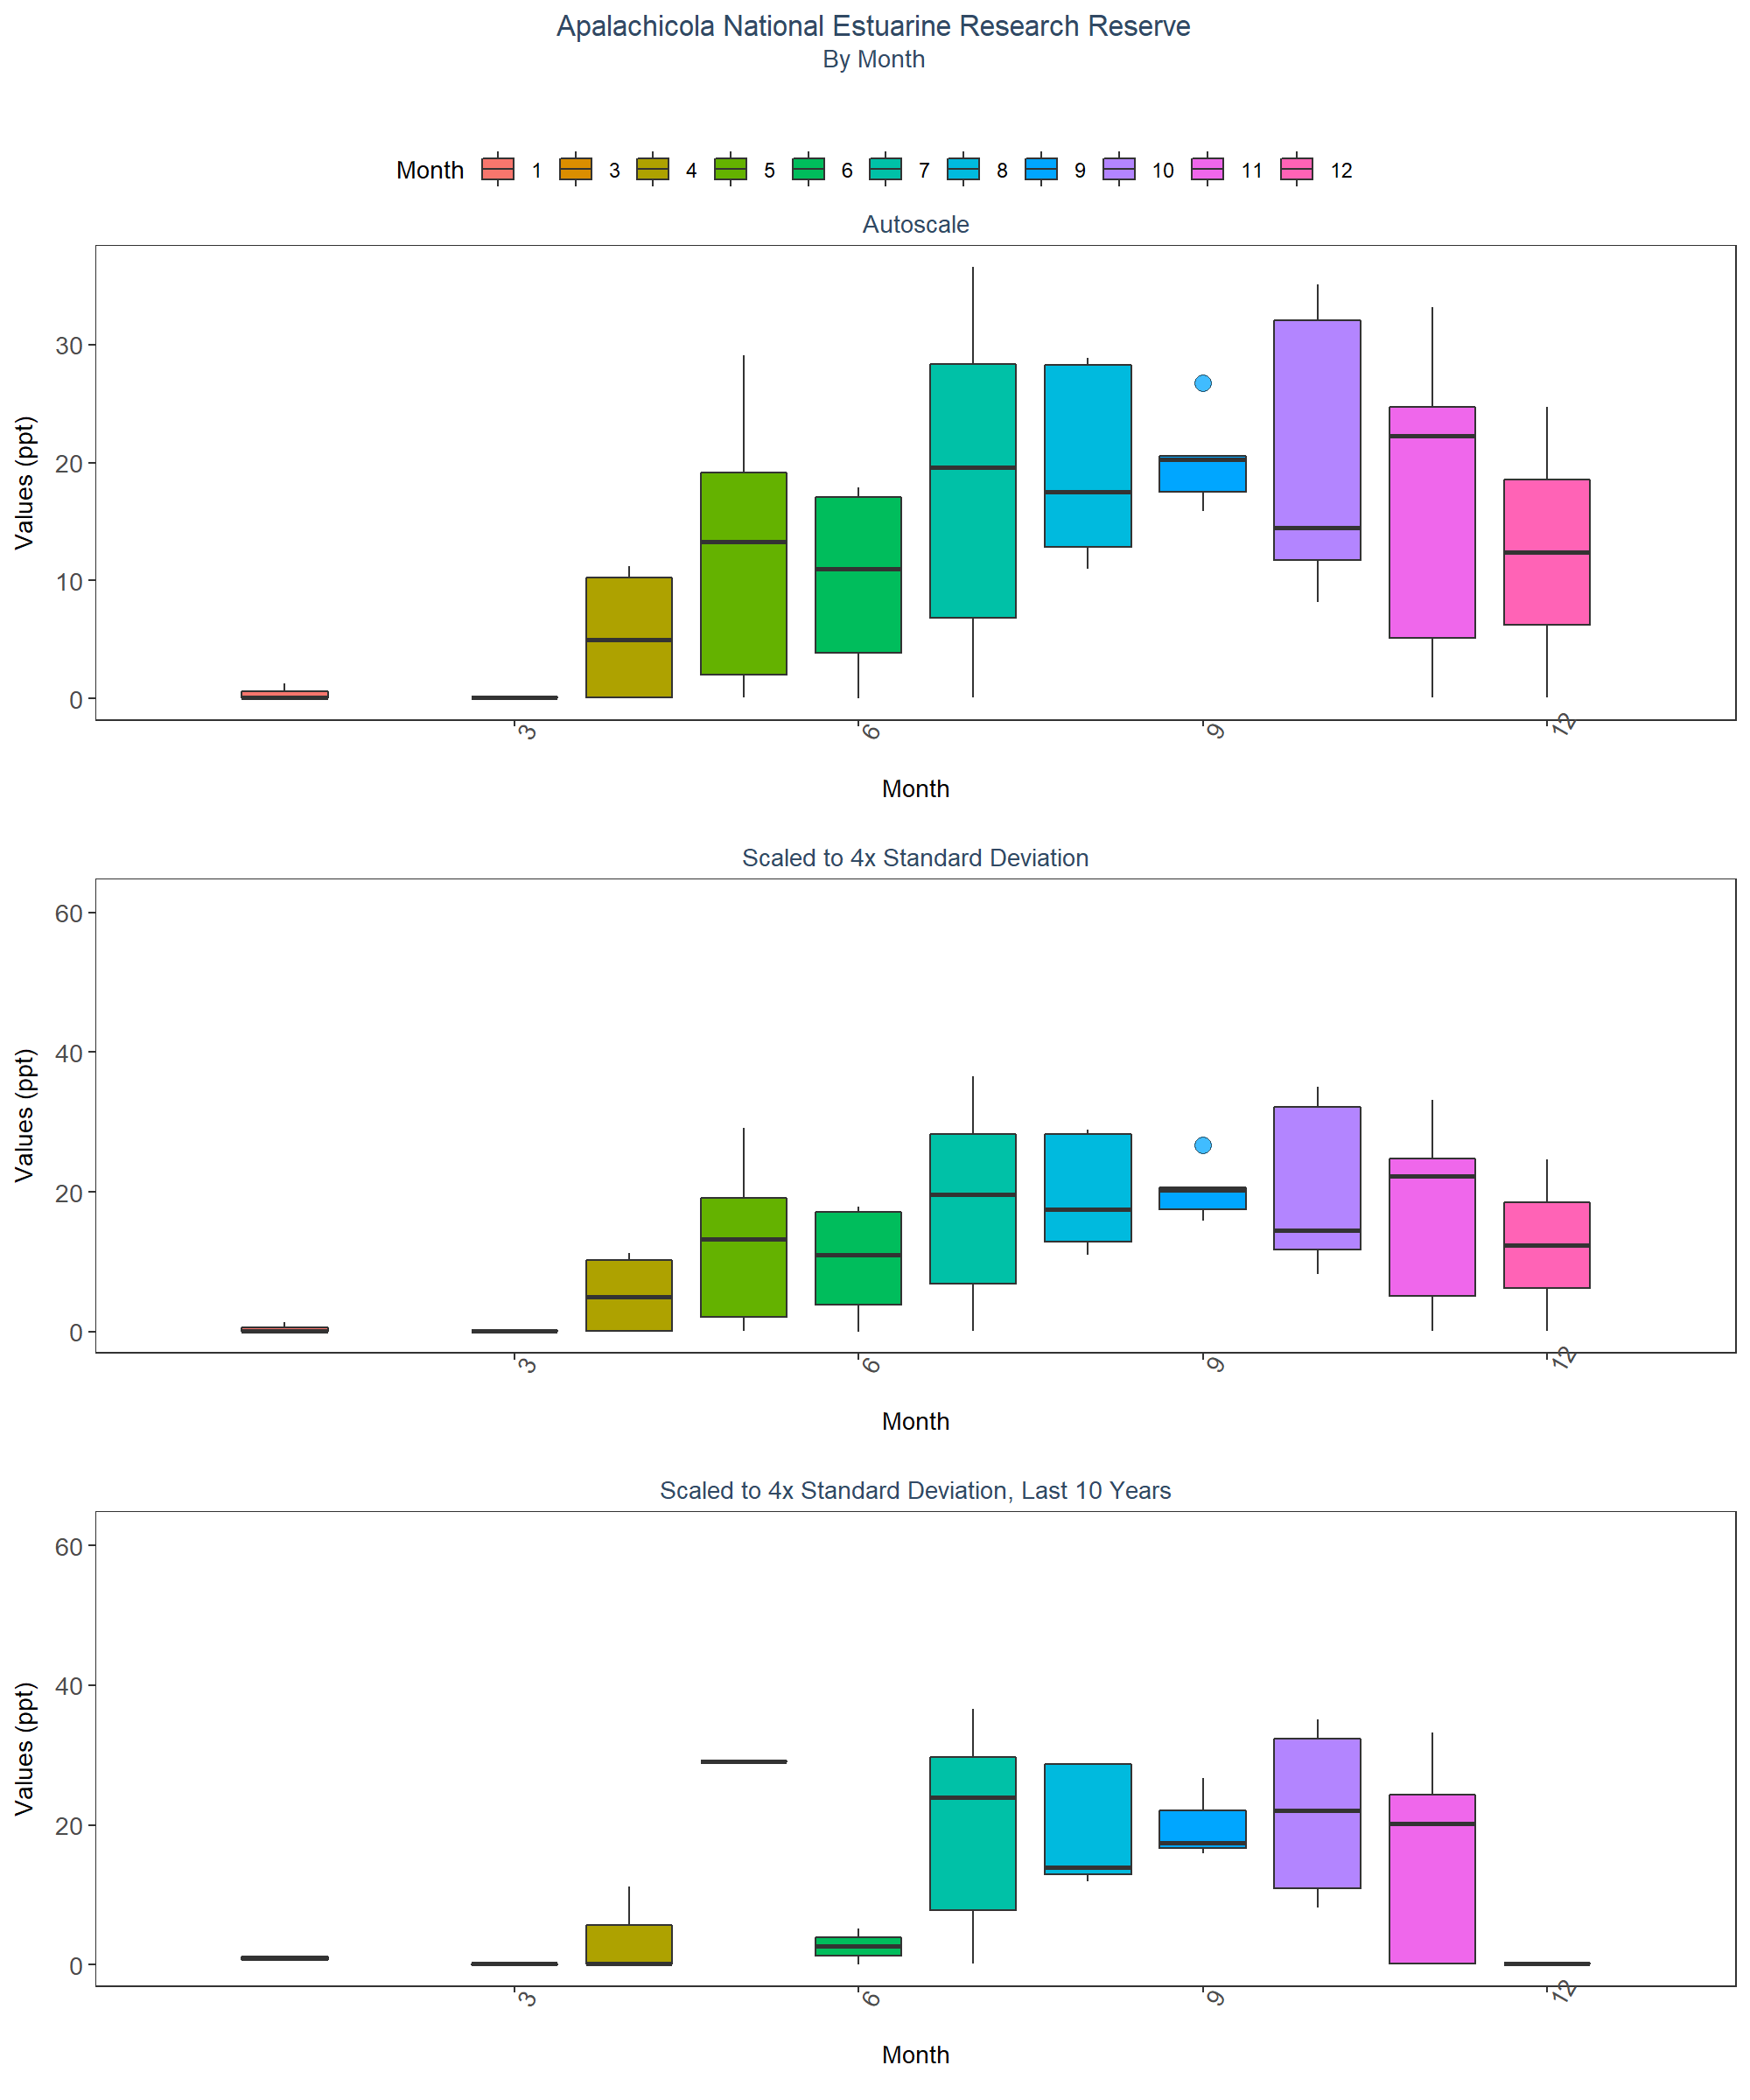 Apalachicola National Estuarine Research Reserve
By Month
Month 1 3 4 5 6 7 8 9 10 11 12
Autoscale
Values (ppt)
30
20
10
0
3 6 9 12
Month
Scaled to 4x Standard Deviation
Values (ppt)
60
40
20
0
3 6 9 12
Month
Scaled to 4x Standard Deviation, Last 10 Years
Values (ppt)
60
40
20
0
3 6 9 12
Month